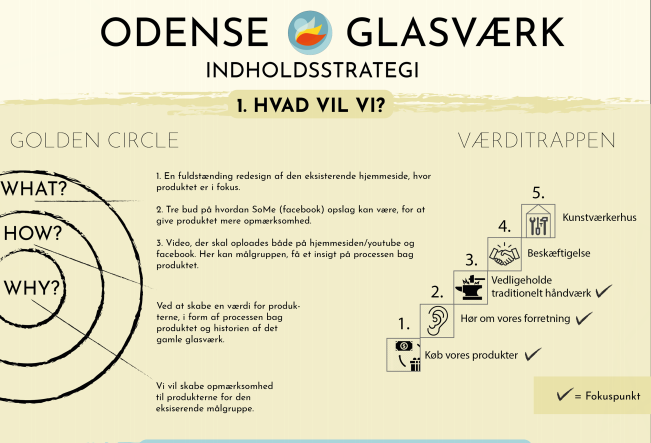 ODENSE GLASVÆRK
INDHOLDSSTRATEGI
1. HVAD VIL VI?
GOLDEN CIRCLE
WHAT?
HOW?
WHY?
1. En fuldstænding redesign af den eksisterende hjemmeside, hvor
produktet er i fokus.
2. Tre bud på hvordan SoMe (facebook) opslag kan være, for at
give produktet mere opmærksomhed.
3. Video, der skal oploades både på hjemmesiden/youtube og
facebook. Her kan målgruppen, få et insigt på processen bag
produktet.
Ved at skabe en værdi for produk-
terne, i form af processen bag
produktet og historien af det
gamle glasværk.
Vi vil skabe opmærksomhed
til produkterne for den
eksiserende målgruppe.
VÆRDITRAPPEN
5.
Kunstværkerhus
4.
Beskæftigelse
3.
Vedligeholde
traditionelt håndværk ✓
2.
Hør om vores forretning ✓
1.
Køb vores produkter ✓
✓ = Fokuspunkt